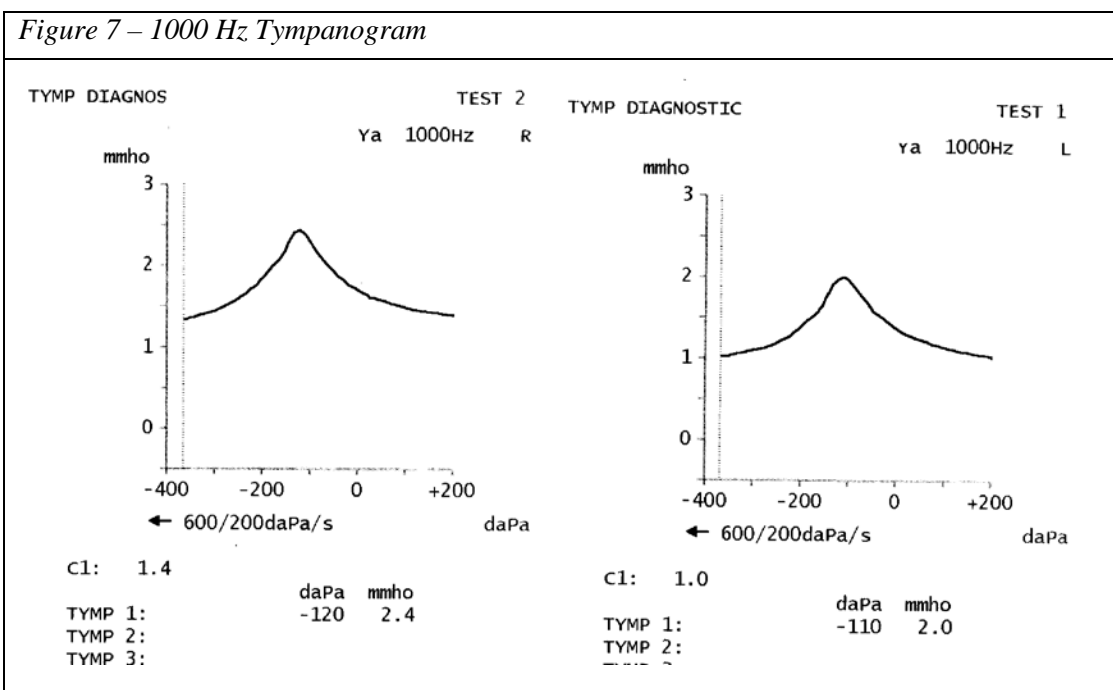 Figure 7 – 1000 Hz Tympanogram
TYMP DIAGNOS TEST 2
Ya 1000Hz R
mmho
3
2
1
0
-400 -200 0 +200
← 600/200daPa/s daPa
C1: 1.4
daPa mmho
TYMP 1: -120 2.4
TYMP 2:
TYMP 3:
TYMP DIAGNOSTIC TEST 1
Ya 1000Hz L
mmho
3
2
1
0
-400 -200 0 +200
← 600/200daPa/s daPa
C1: 1.0
daPa mmho
TYMP 1: -110 2.0
TYMP 2: